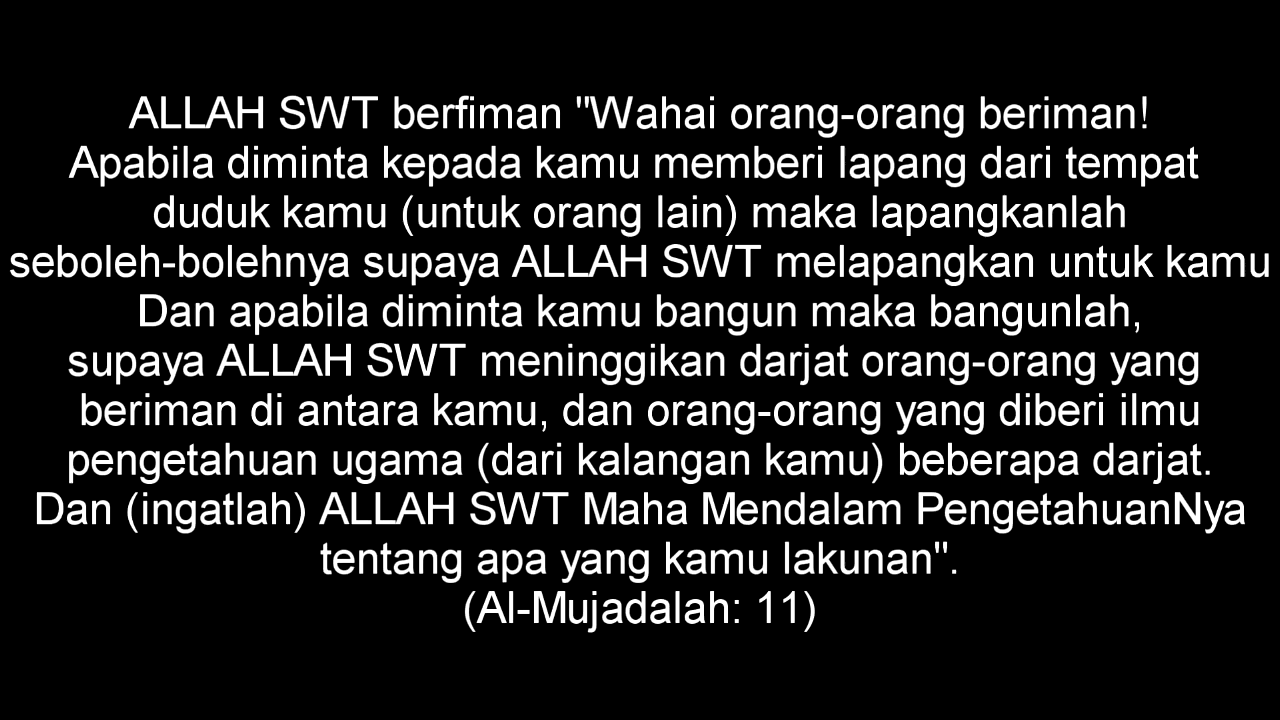 ALLAH SWT berfiman "Wahai orang-orang beriman!
Apabila diminta kepada kamu memberi lapang dari tempat
duduk kamu (untuk orang lain) maka lapangkanlah
seboleh-bolehnya supaya ALLAH SWT melapangkan untuk kamu
Dan apabila diminta kamu bangun maka bangunlah,
supaya ALLAH SWT meninggikan darjat orang-orang yang
beriman di antara kamu, dan orang-orang yang diberi ilmu
pengetahuan ugama (dari kalangan kamu) beberapa darjat.
Dan (ingatlah) ALLAH SWT Maha Mendalam PengetahuanNya
tentang apa yang kamu lakunan".
(Al-Mujadalah: 11)